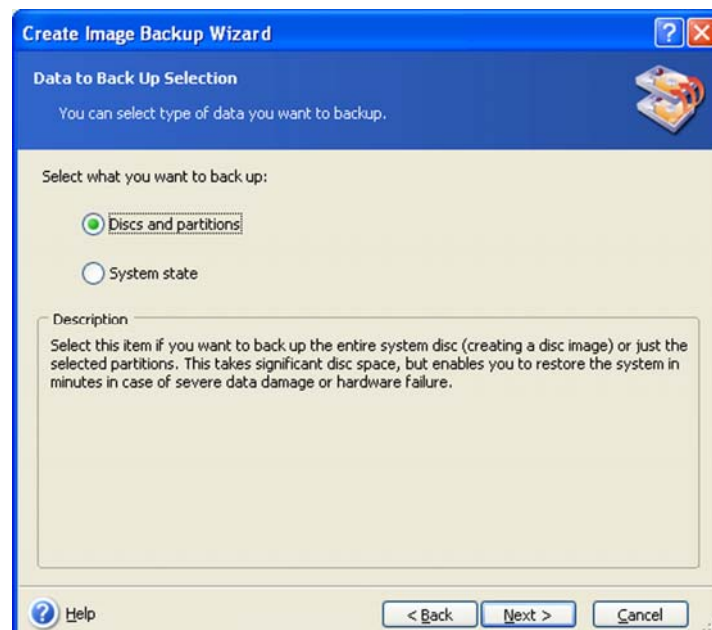 Create Image Backup Wizard
Data to Back Up Selection
You can select type of data you want to backup.
Select what you want to back up:
Discs and partitions
System state
Description
Select this item if you want to back up the entire system disc (creating a disc image) or just the
selected partitions. This takes significant disc space, but enables you to restore the system in
minutes in case of severe data damage or hardware failure.
Help
< Back
Next >
Cancel